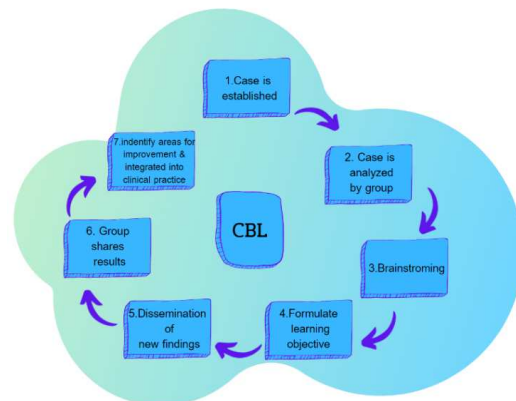 1.Case is
established
2. Case is
analyzed
by group
3.Brainstroming
4.Formulate
learning
objective
5.Dissemination
of
new findings
6. Group
shares
results
7.indentify areas for
improvement &
integrated into
clinical practice
CBL